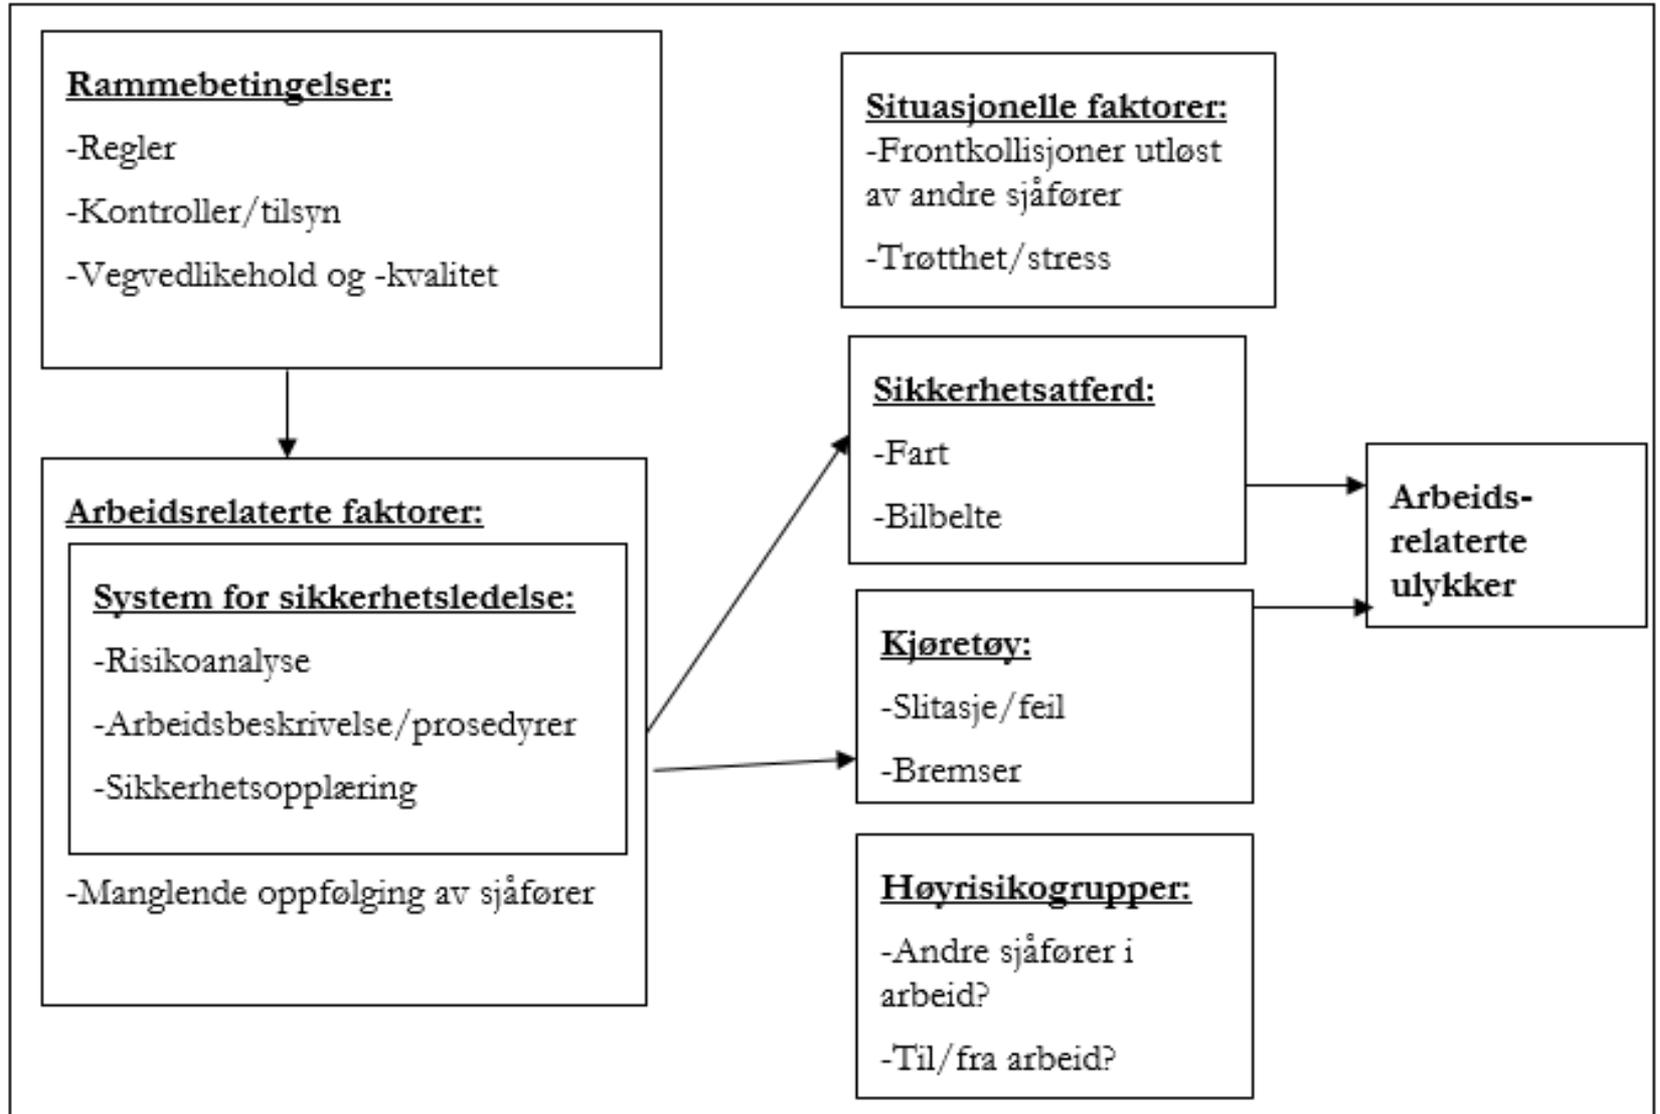 Rammebetingelser:
-Regler
-Kontroller/tilsyn
-Vegvedlikehold og -kvalitet
Arbeidsrelaterte faktorer:
System for sikkerhetsledelse:
-Risikoanalyse
-Arbeidsbeskrivelse/prosedyrer
-Sikkerhetsopplæring
-Manglende oppfølging av sjåfører
Situasjonelle faktorer:
-Frontkollisjoner utløst
av andre sjåfører
-Trøtthet/stress
Sikkerhetsatferd:
-Fart
-Bilbelte
Kjøretøy:
-Slitasje/feil
-Bremser
Høyrisikogrupper:
-Andre sjåfører i
arbeid?
-Til/fra arbeid?
Arbeids-
relaterte
ulykker